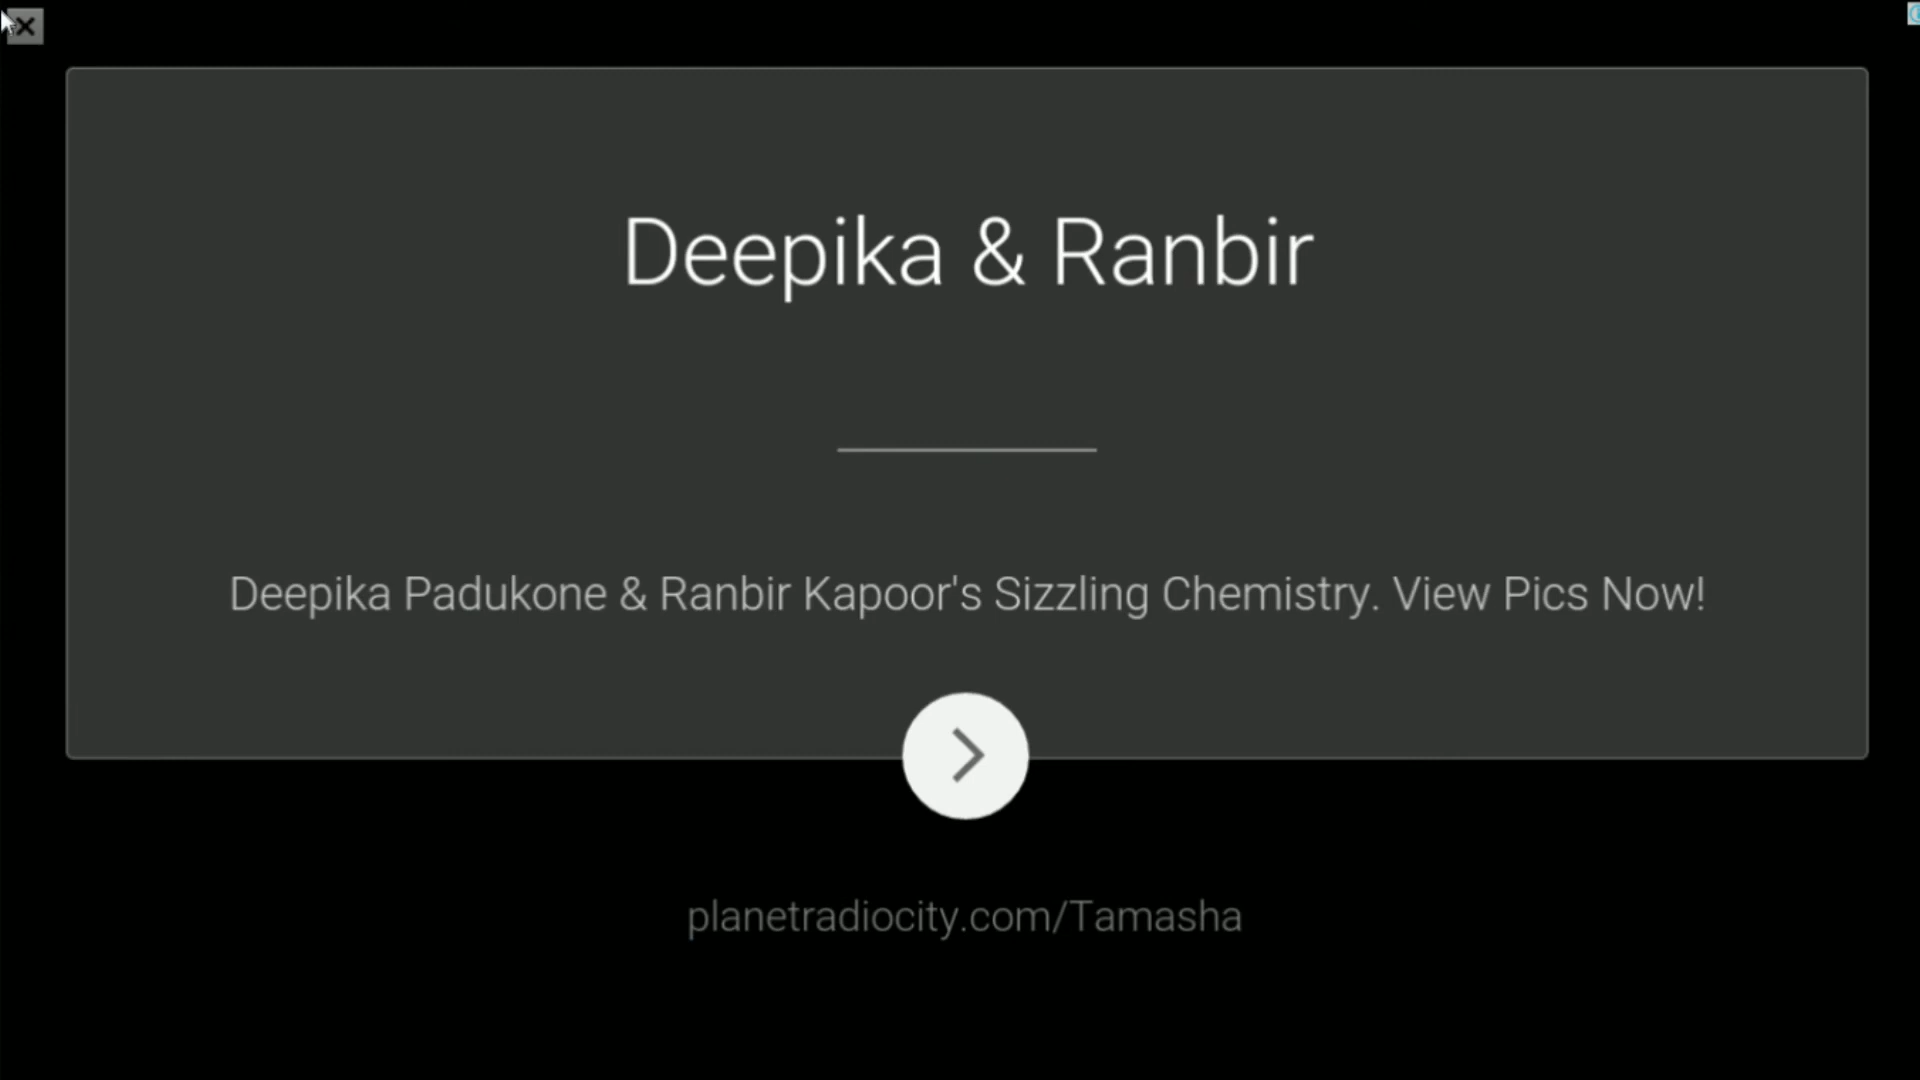 Deepika & Ranbir
Deepika Padukone & Ranbir Kapoor's Sizzling Chemistry. View Pics Now!
planetradiocity.com/Tamasha